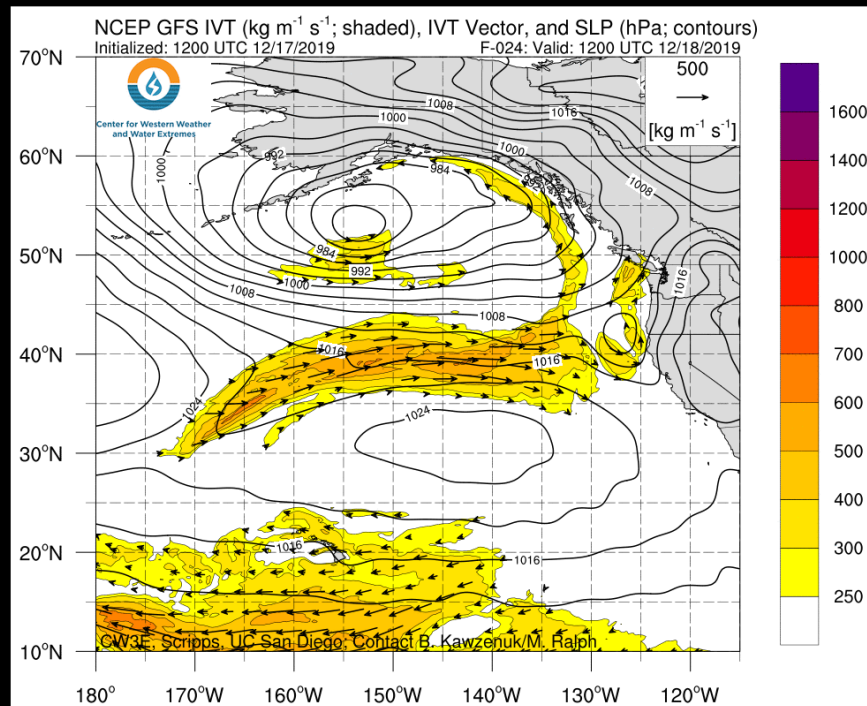 NCEP GFS IVT (kg m⁻¹ s⁻¹; shaded), IVT Vector, and SLP (hPa; contours)
Initialized: 1200 UTC 12/17/2019 F-024: Valid: 1200 UTC 12/18/2019
70°N
60°N
50°N
40°N
30°N
20°N
10°N
Center for Western Weather
and Water Extremes
500
[kg m⁻¹ s⁻¹]
1008
1016
1000
992
1000
984
1000
992
1008
984
992
1000
1016
1008
1008
1016
1016
1024
1024
1016
1016
CW3E, Scripps, UC San Diego; Contact B. Kawzenuk/M. Ralph
180° 170°W 160°W 150°W 140°W 130°W 120°W
1600
1400
1200
1000
800
700
600
500
400
300
250